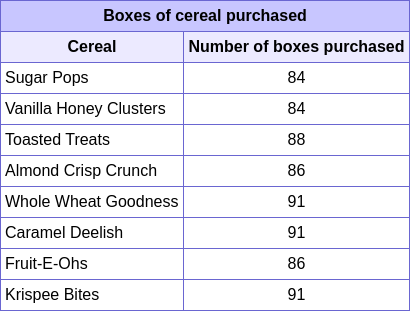 Boxes of cereal purchased
Cereal Number of boxes purchased
Sugar Pops 84
Vanilla Honey Clusters 84
Toasted Treats 88
Almond Crisp Crunch 86
Whole Wheat Goodness 91
Caramel Deelish 91
Fruit-E-Ohs 86
Krispee Bites 91